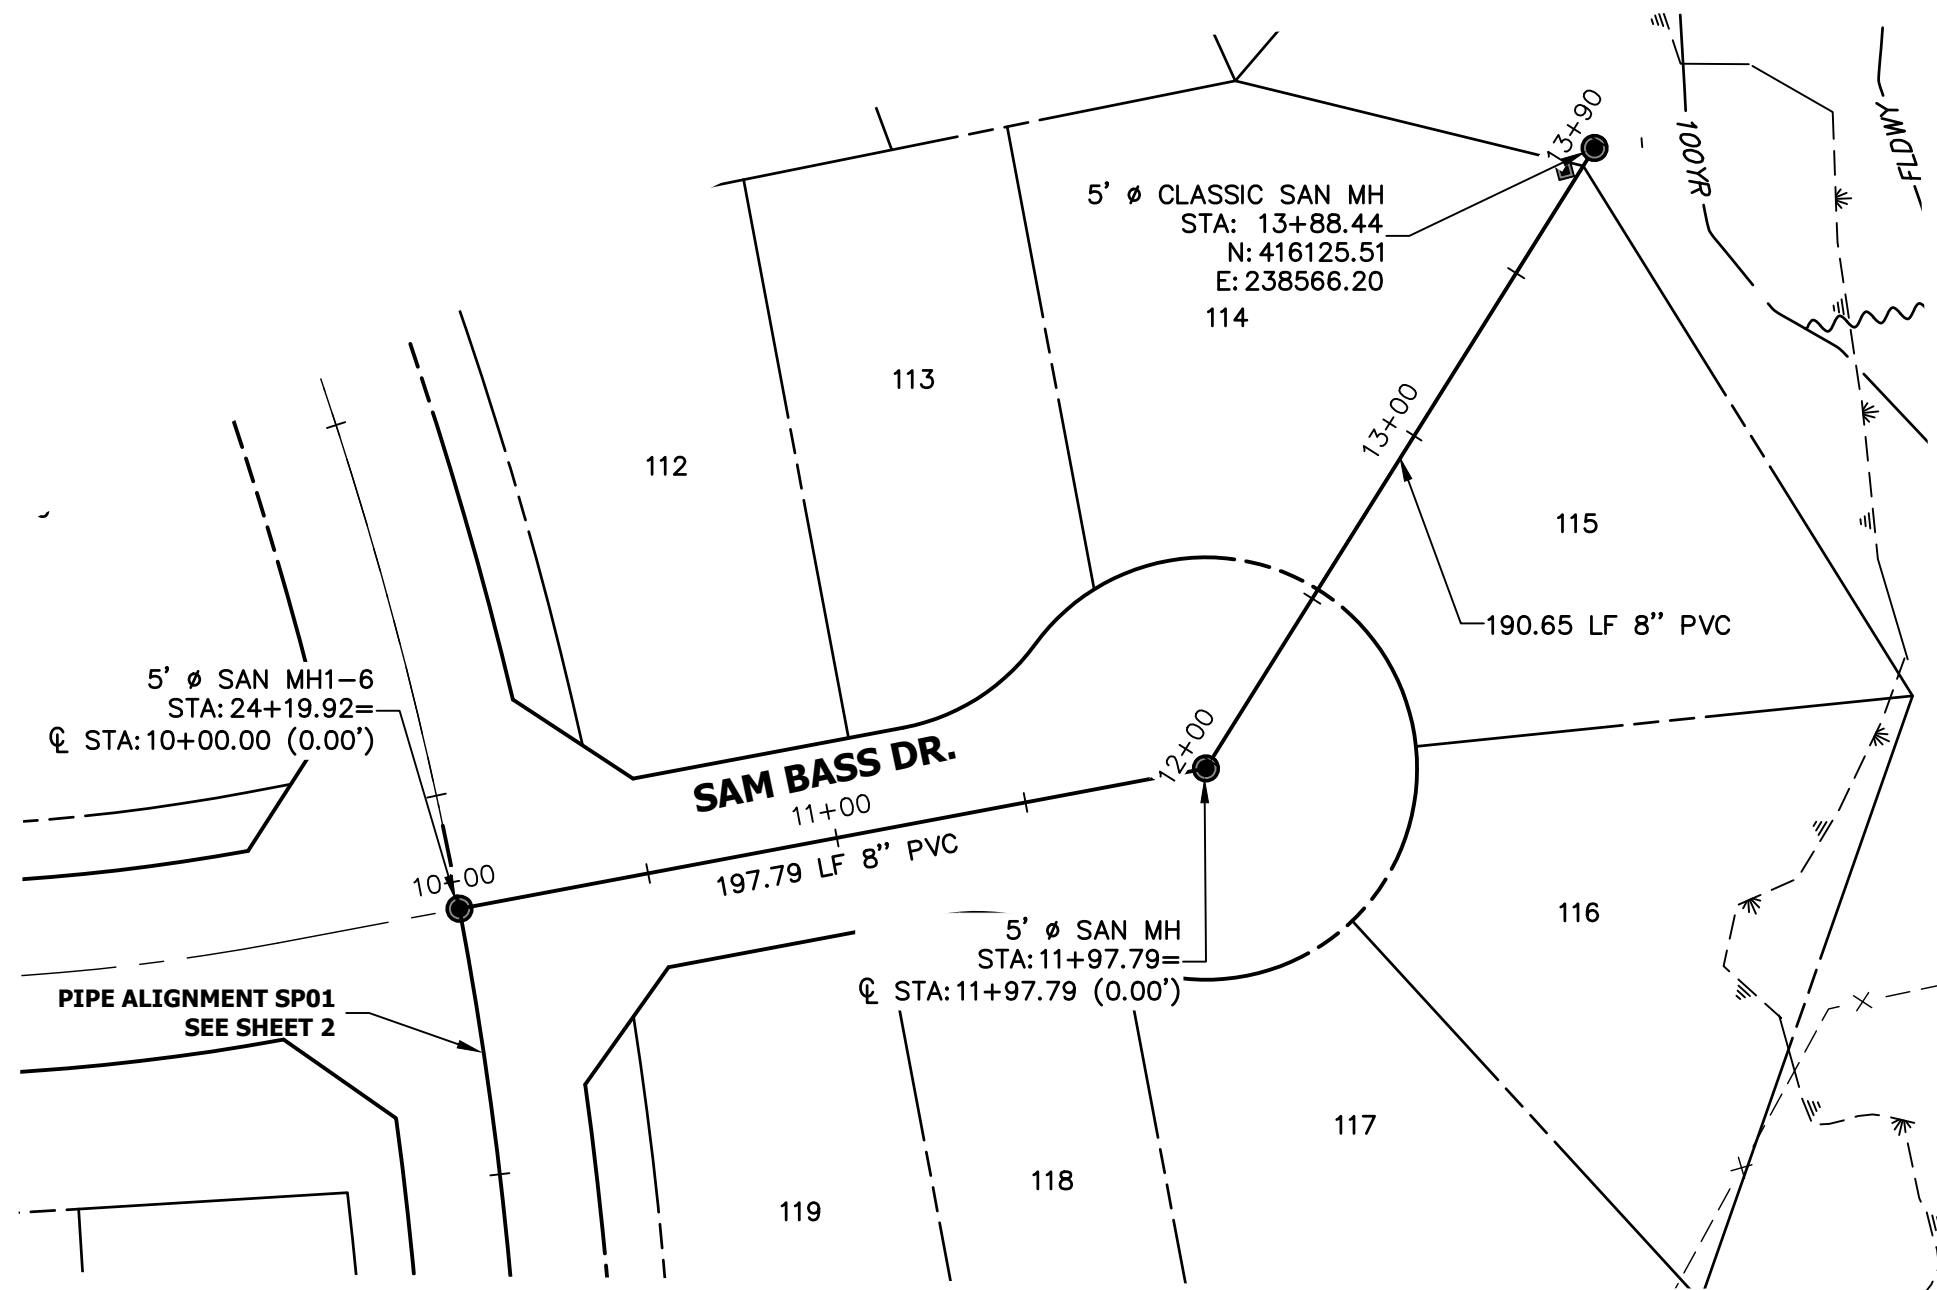 13+90
100YR
FLDWY
5' ø CLASSIC SAN MH
STA: 13+88.44
N: 416125.51
E: 238566.20
114
113
112
13+00
115
190.65 LF 8" PVC
5' ø SAN MH1-6
STA: 24+19.92=
℄ STA: 10+00.00 (0.00')
SAM BASS DR.
12+00
11+00
197.79 LF 8" PVC
10+00
116
5' ø SAN MH
STA: 11+97.79=
℄ STA: 11+97.79 (0.00')
PIPE ALIGNMENT SP01
SEE SHEET 2
117
118
119